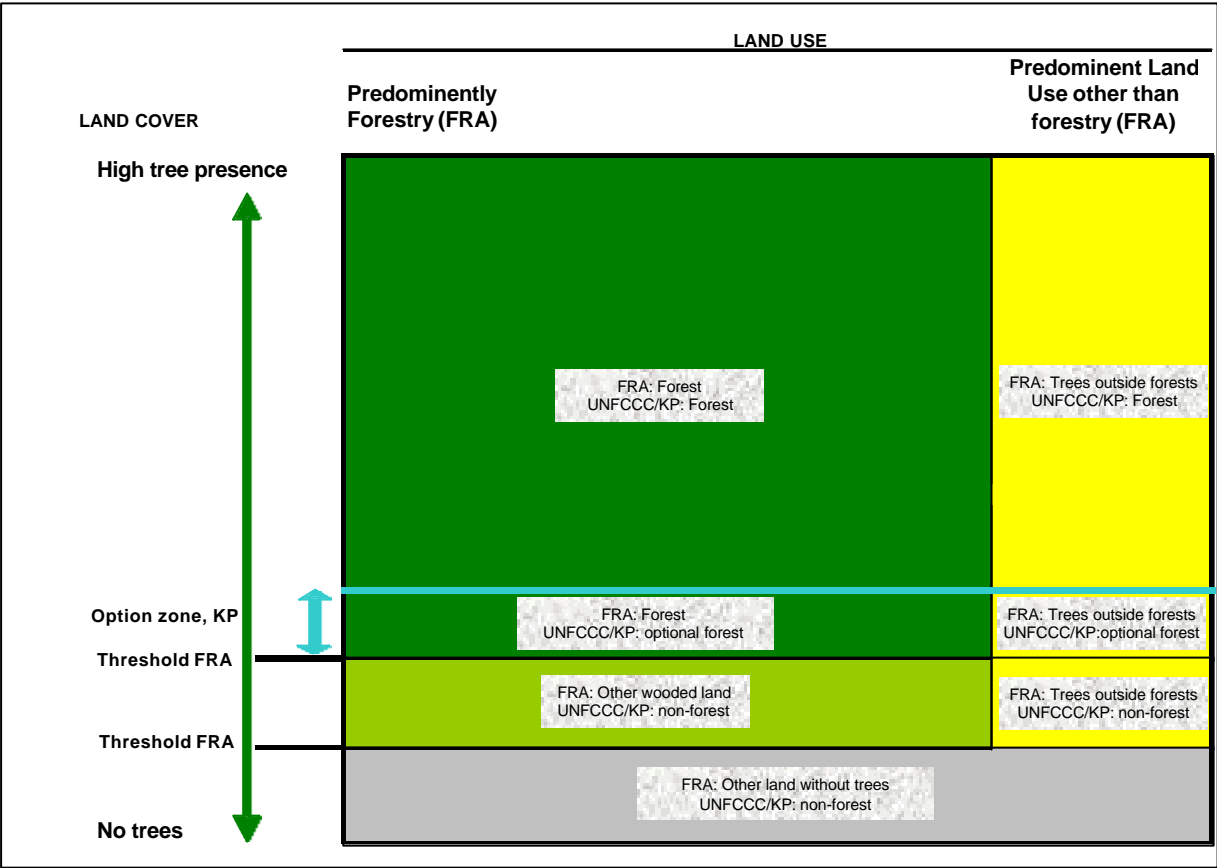 LAND USE
Predominently
Forestry (FRA)
Predominent Land
Use other than
forestry (FRA)
LAND COVER
High tree presence
FRA: Forest
UNFCCC/KP: Forest
FRA: Trees outside forests
UNFCCC/KP: Forest
Option zone, KP
FRA: Forest
UNFCCC/KP: optional forest
FRA: Trees outside forests
UNFCCC/KP:optional forest
Threshold FRA
FRA: Other wooded land
UNFCCC/KP: non-forest
FRA: Trees outside forests
UNFCCC/KP: non-forest
Threshold FRA
FRA: Other land without trees
UNFCCC/KP: non-forest
No trees